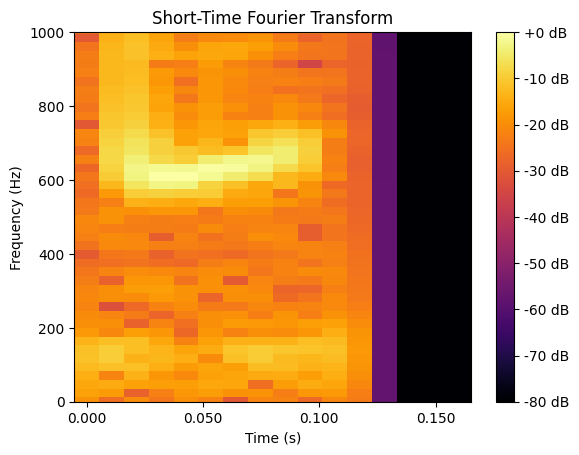 Short-Time Fourier Transform
1000
800
600
400
200
0
Frequency (Hz)
0.000
0.050
0.100
0.150
Time (s)
+0 dB
-10 dB
-20 dB
-30 dB
-40 dB
-50 dB
-60 dB
-70 dB
-80 dB